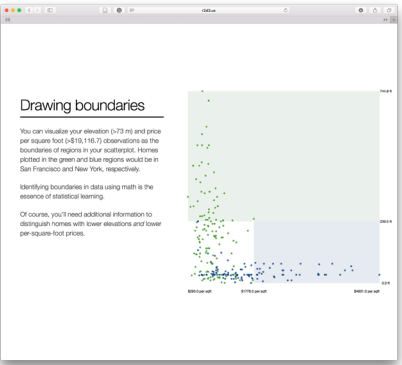 r2d3.us
Drawing boundaries
You can visualize your elevation (>73 m) and price
per square foot (>$19,116.7) observations as the
boundaries of regions in your scatterplot. Homes
plotted in the green and blue regions would be in
San Francisco and New York, respectively.
Identifying boundaries in data using math is the
essence of statistical learning.
Of course, you'll need additional information to
distinguish homes with lower elevations and lower
per-square-foot prices.